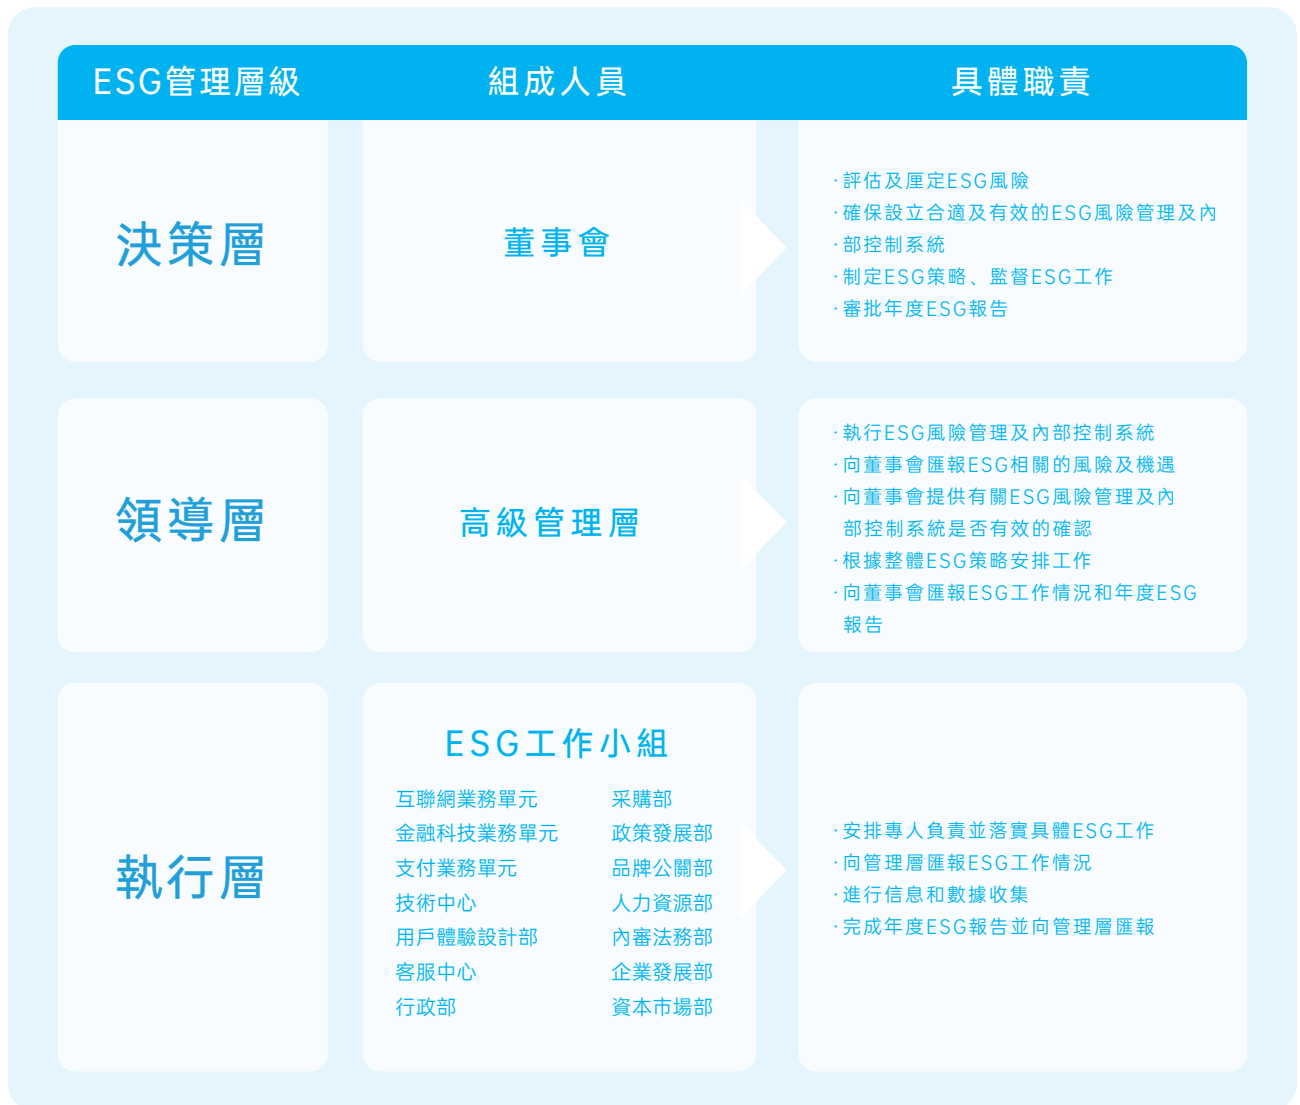 ESG管理層級 組成人員 具體職責
決策層
董事會
·評估及厘定ESG風險
·確保設立合適及有效的ESG風險管理及內
·部控制系統
·制定ESG策略、監督ESG工作
·審批年度ESG報告
領導層
高級管理層
·執行ESG風險管理及內部控制系統
·向董事會匯報ESG相關的風險及機遇
·向董事會提供有關ESG風險管理及內
部控制系統是否有效的確認
·根據整體ESG策略安排工作
·向董事會匯報ESG工作情況和年度ESG
報告
執行層
ESG工作小組
互聯網業務單元 采購部
金融科技業務單元 政策發展部
支付業務單元 品牌公關部
技術中心 人力資源部
用戶體驗設計部 內審法務部
客服中心 企業發展部
行政部 資本市場部
·安排專人負責並落實具體ESG工作
·向管理層匯報ESG工作情況
·進行信息和數據收集
·完成年度ESG報告並向管理層匯報